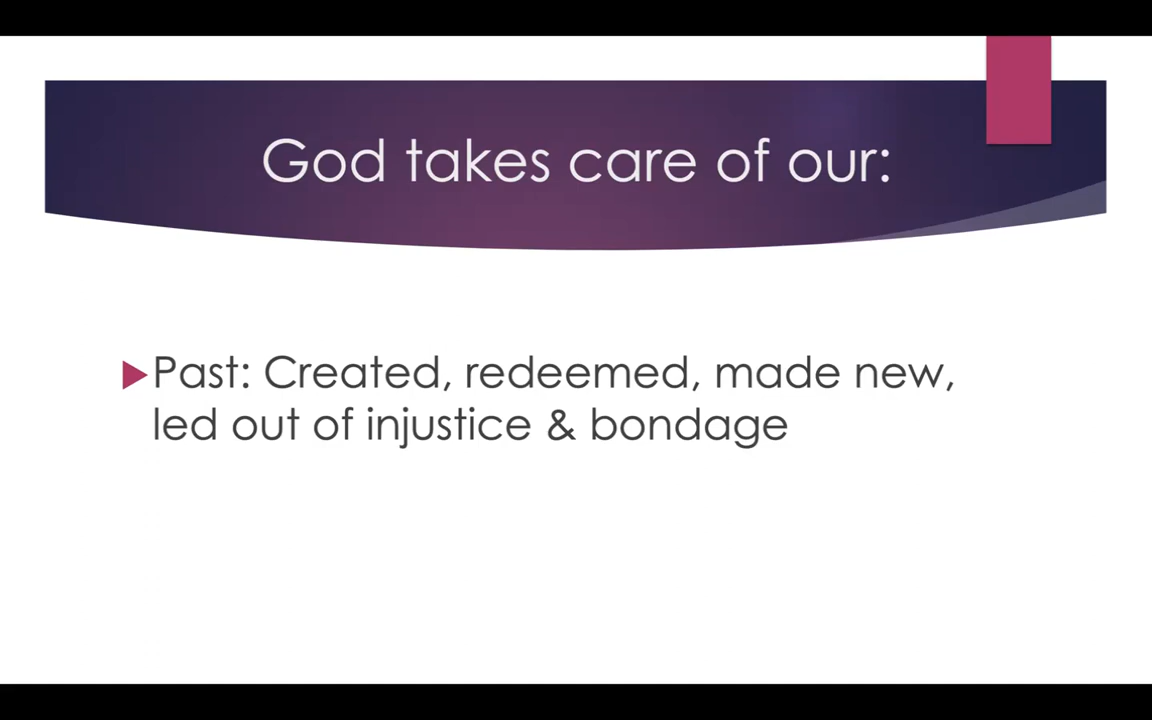 God takes care of our:
Past: Created, redeemed, made new,
led out of injustice & bondage